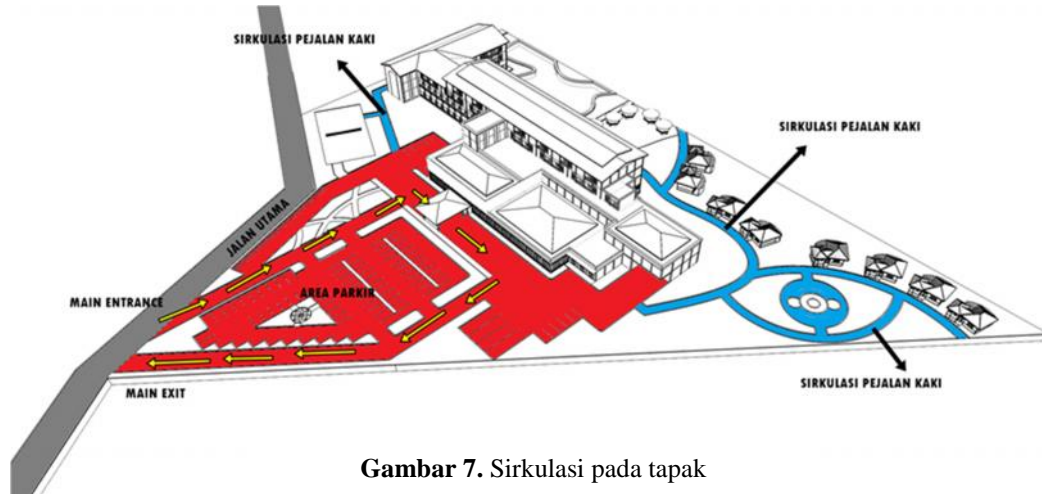 SIRKULASI PEJALAN KAKI
SIRKULASI PEJALAN KAKI
JALAN UTAMA
MAIN ENTRANCE
AREA PARKIR
MAIN EXIT
SIRKULASI PEJALAN KAKI
Gambar 7. Sirkulasi pada tapak